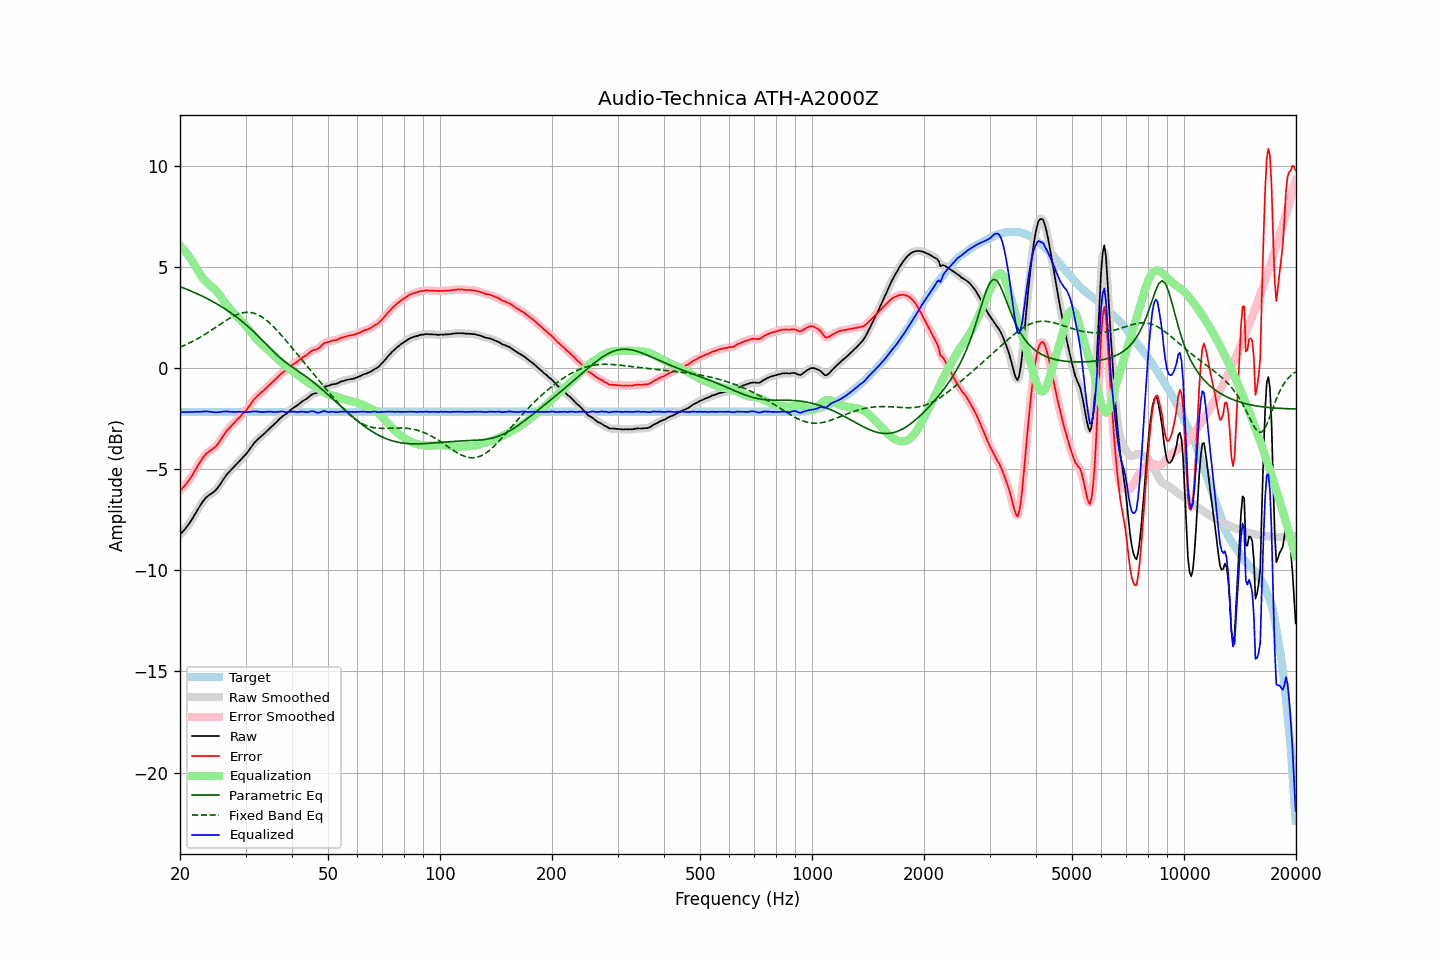 Audio-Technica ATH-A2000Z
Amplitude (dBr)
10
5
0
−5
−10
−15
−20
Target
Raw Smoothed
Error Smoothed
Raw
Error
Equalization
Parametric Eq
Fixed Band Eq
Equalized
20 50 100 200 500 1000 2000 5000 10000 20000
Frequency (Hz)